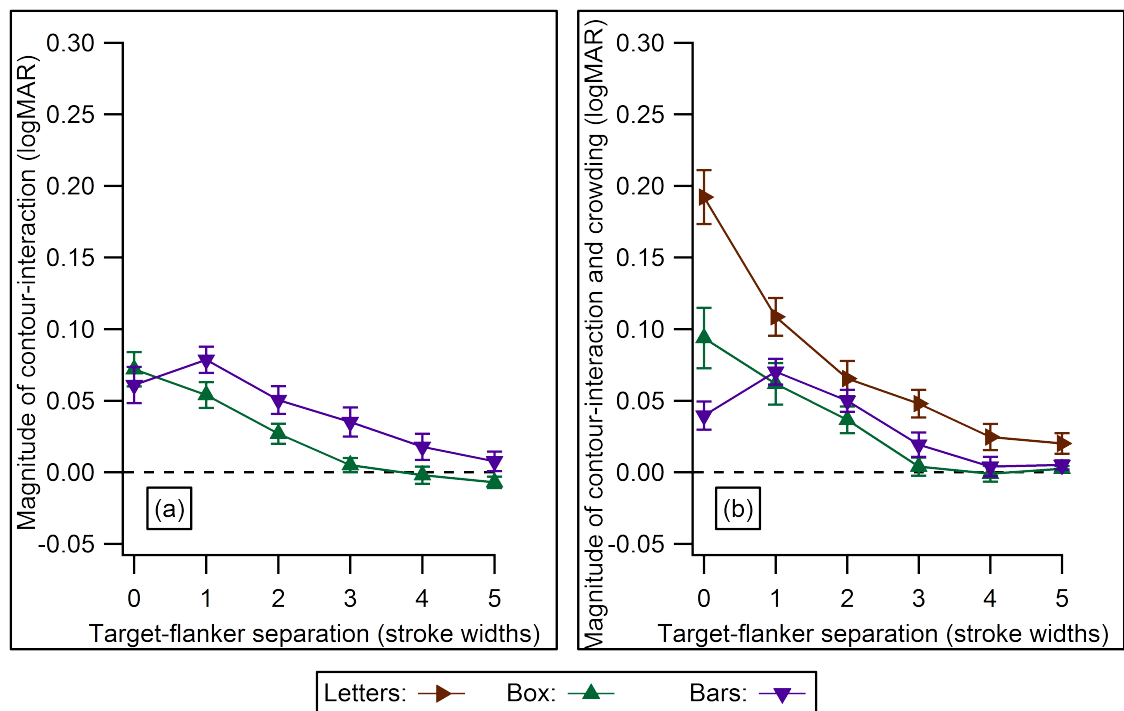 Magnitude of contour-interaction (logMAR)
0.30
0.25
0.20
0.15
0.10
0.05
0.00
-0.05
(a)
0 1 2 3 4 5
Target-flanker separation (stroke widths)
Magnitude of contour-interaction and crowding (logMAR)
0.30
0.25
0.20
0.15
0.10
0.05
0.00
-0.05
(b)
0 1 2 3 4 5
Target-flanker separation (stroke widths)
Letters: Box: Bars: